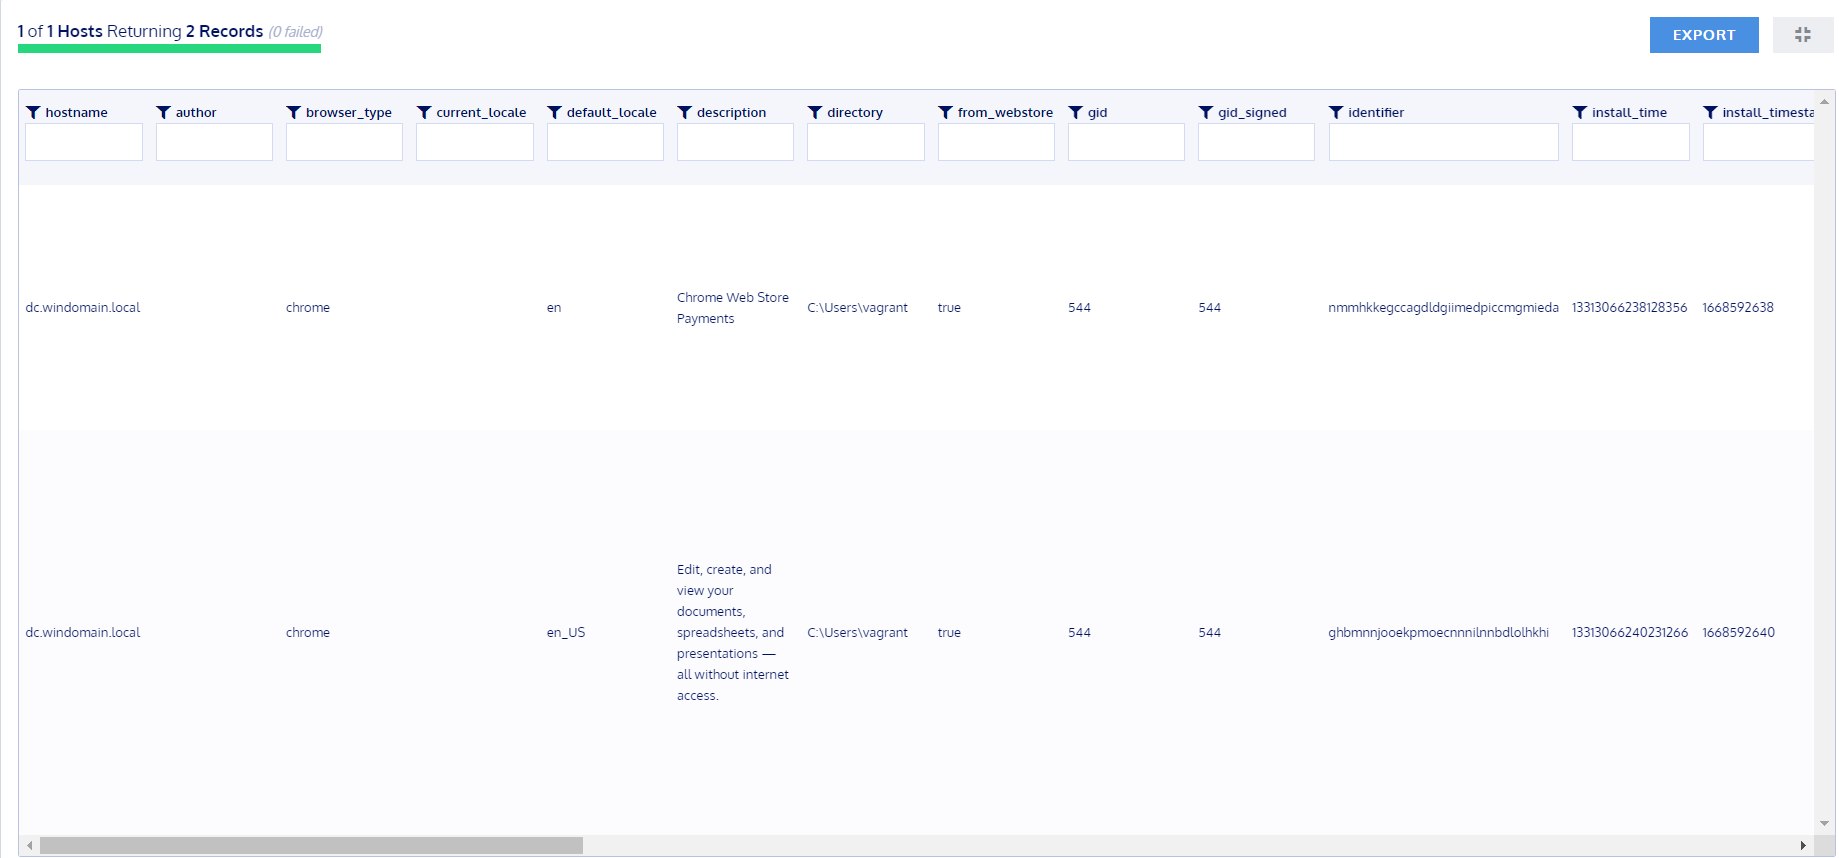 1 of 1 Hosts Returning 2 Records (0 failed)
EXPORT
hostname author browser_type current_locale default_locale description directory from_webstore gid gid_signed identifier install_time install_timesta
dc.windomain.local chrome en Chrome Web Store Payments C:\Users\vagrant true 544 544 nmmhkkegccagdldgiimedpiccmgmieda 13313066238128356 1668592638
dc.windomain.local chrome en_US Edit, create, and view your documents, spreadsheets, and presentations — all without internet access. C:\Users\vagrant true 544 544 ghbmnnjooekpmoecnnnilnnbdlolhkhi 13313066240231266 1668592640